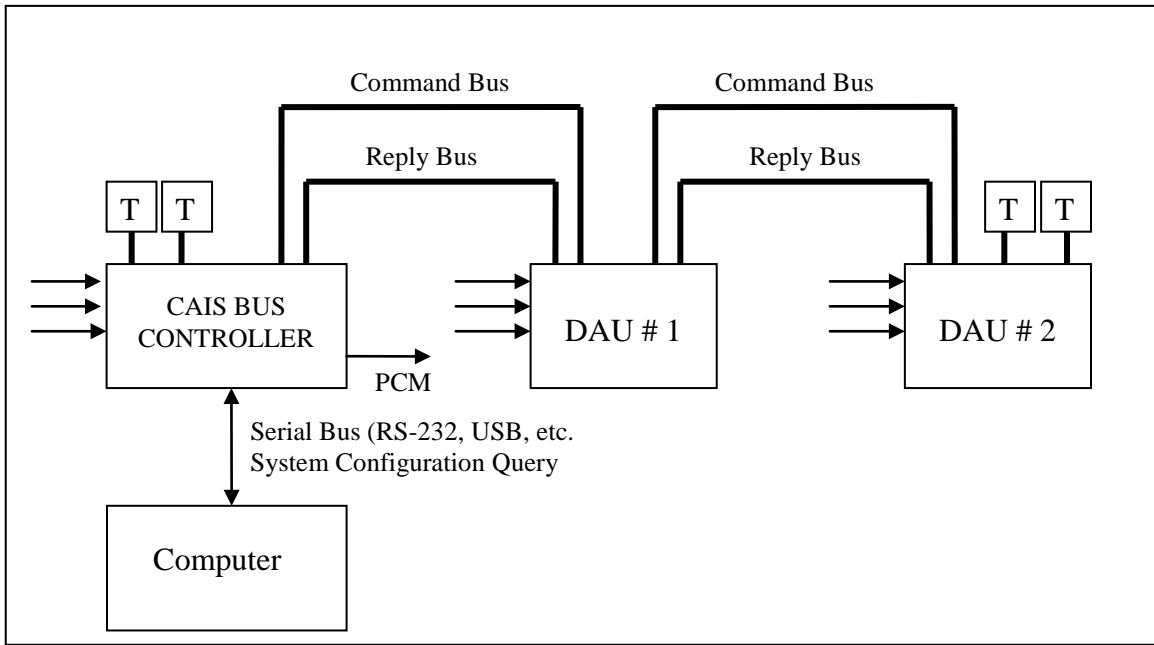 Command Bus
Command Bus
Reply Bus
Reply Bus
T
T
T
T
CAIS BUS
CONTROLLER
DAU # 1
DAU # 2
PCM
Serial Bus (RS-232, USB, etc.
System Configuration Query
Computer